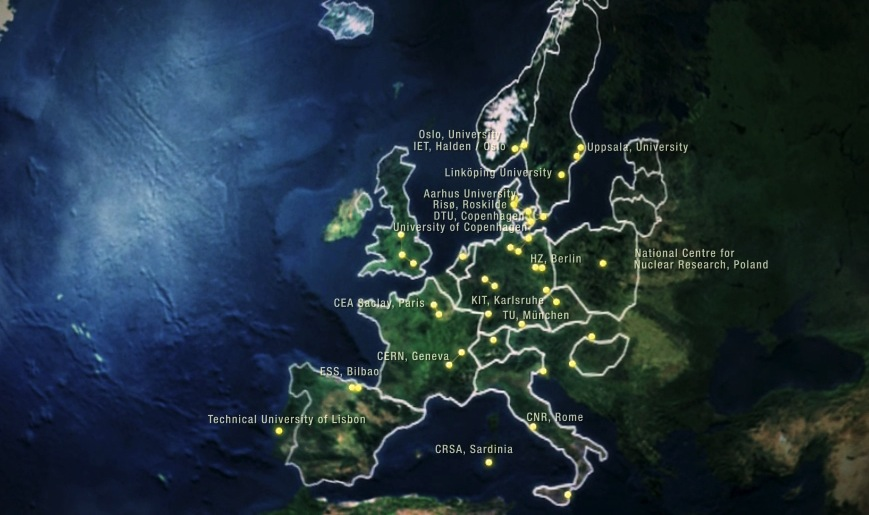 Oslo, University
IET, Halden / Oslo
Uppsala, University
Linköping University
Aarhus University
Risø, Roskilde
DTU, Copenhagen
University of Copenhagen
National Centre for
Nuclear Research, Poland
HZ, Berlin
CEA Saclay, Paris
KIT, Karlsruhe
TU, München
CERN, Geneva
ESS, Bilbao
Technical University of Lisbon
CNR, Rome
CRSA, Sardinia